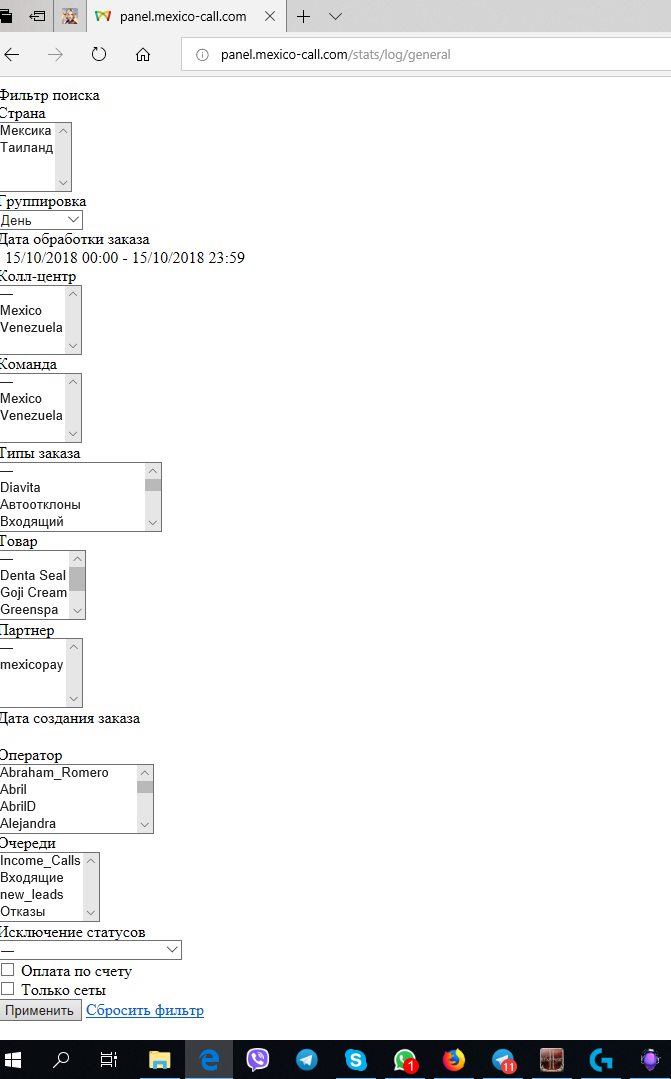 panel.mexico-call.com
panel.mexico-call.com/stats/log/general
Фильтр поиска
Страна
Мексика
Таиланд
Группировка
День
Дата обработки заказа
15/10/2018 00:00 - 15/10/2018 23:59
Колл-центр
—
Mexico
Venezuela
Команда
—
Mexico
Venezuela
Типы заказа
—
Diavita
Автоотклоны
Входящий
Товар
—
Denta Seal
Goji Cream
Greenspa
Партнер
—
mexicopay
Дата создания заказа
Оператор
Abraham_Romero
Abril
AbrilD
Alejandra
Очереди
Income_Calls
Входящие
new_leads
Отказы
Исключение статусов
—
Оплата по счету
Только сеты
Применить Сбросить фильтр
1
11